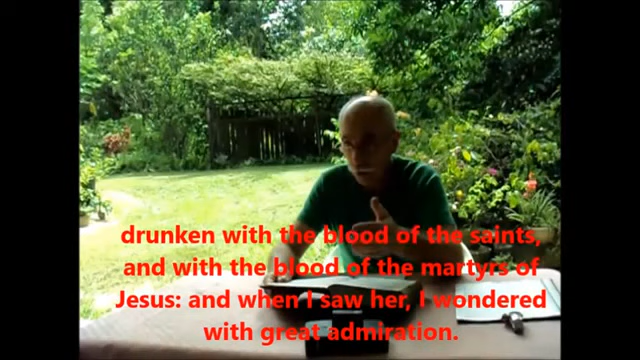 drunken with the blood of the saints,
and with the blood of the martyrs of
Jesus: and when I saw her, I wondered
with great admiration.